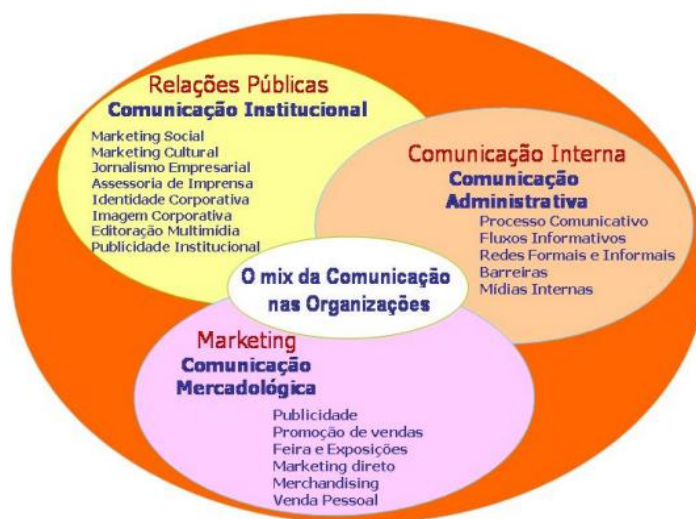 Relações Públicas
Comunicação Institucional
Marketing Social
Marketing Cultural
Jornalismo Empresarial
Assessoria de Imprensa
Identidade Corporativa
Imagem Corporativa
Editoração Multimídia
Publicidade Institucional
Comunicação Interna
Comunicação
Administrativa
Processo Comunicativo
Fluxos Informativos
Redes Formais e Informais
Barreiras
Mídias Internas
O mix da Comunicação
nas Organizações
Marketing
Comunicação
Mercadológica
Publicidade
Promoção de vendas
Feira e Exposições
Marketing direto
Merchandising
Venda Pessoal